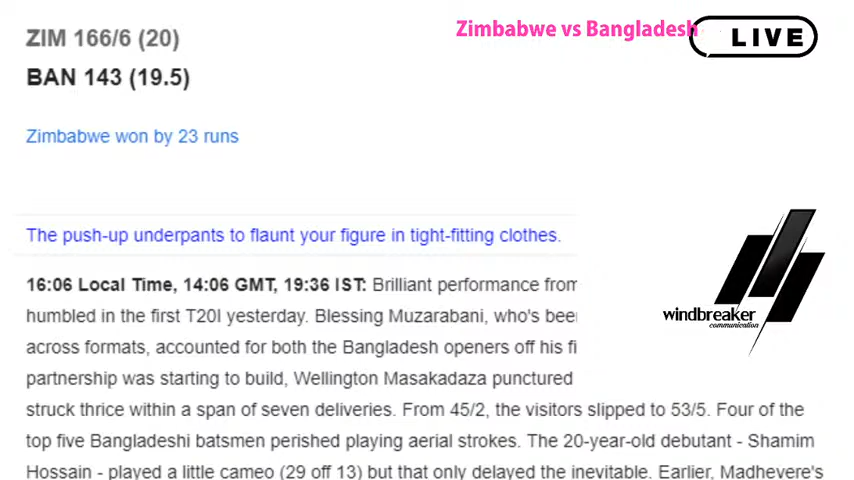 ZIM 166/6 (20)
Zimbabwe vs Bangladesh
LIVE
BAN 143 (19.5)
Zimbabwe won by 23 runs
The push-up underpants to flaunt your figure in tight-fitting clothes.
16:06 Local Time, 14:06 GMT, 19:36 IST: Brilliant performance from
humbled in the first T20I yesterday. Blessing Muzarabani, who's been
across formats, accounted for both the Bangladesh openers off his fi
partnership was starting to build, Wellington Masakadaza punctured
struck thrice within a span of seven deliveries. From 45/2, the visitors slipped to 53/5. Four of the
top five Bangladeshi batsmen perished playing aerial strokes. The 20-year-old debutant - Shamim
Hossain - played a little cameo (29 off 13) but that only delayed the inevitable. Earlier, Madhevere's
windbreaker
communication